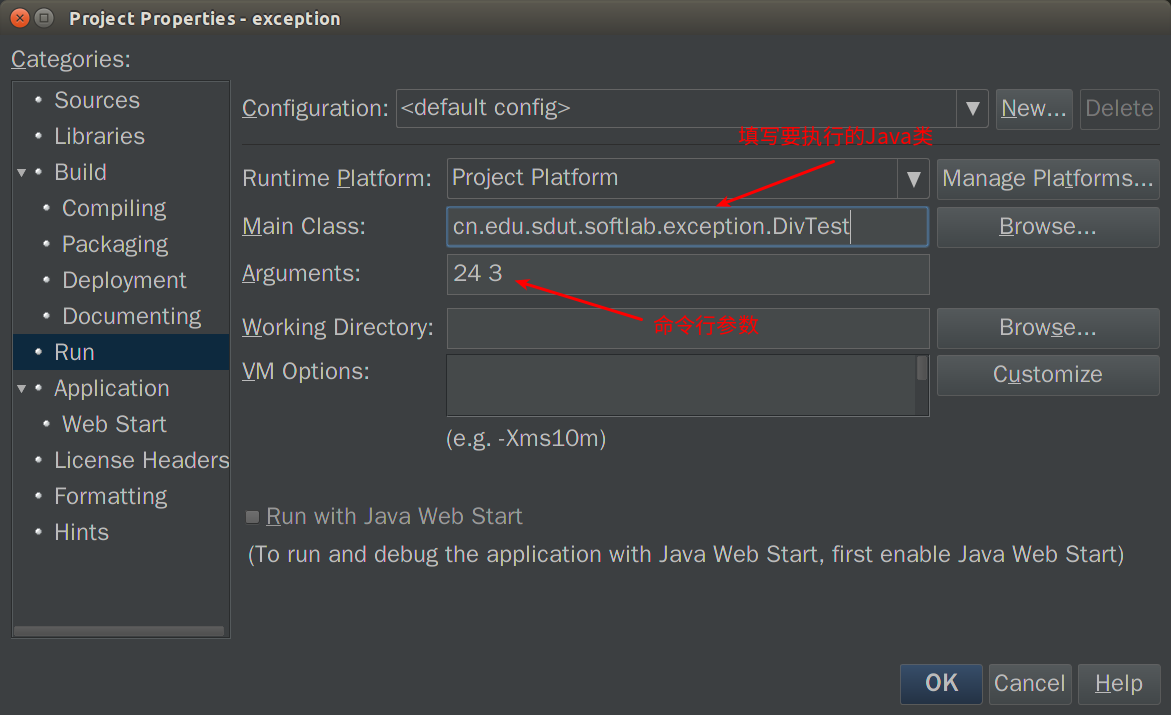 Project Properties - exception
Categories:
Sources
Libraries
Build
Compiling
Packaging
Deployment
Documenting
Run
Application
Web Start
License Headers
Formatting
Hints
Configuration: <default config> New... Delete
填写要执行的Java类
Runtime Platform: Project Platform Manage Platforms...
Main Class: cn.edu.sdut.softlab.exception.DivTest Browse...
Arguments: 24 3
命令行参数
Working Directory: Browse...
VM Options: Customize
(e.g. -Xms10m)
Run with Java Web Start
(To run and debug the application with Java Web Start, first enable Java Web Start)
OK Cancel Help